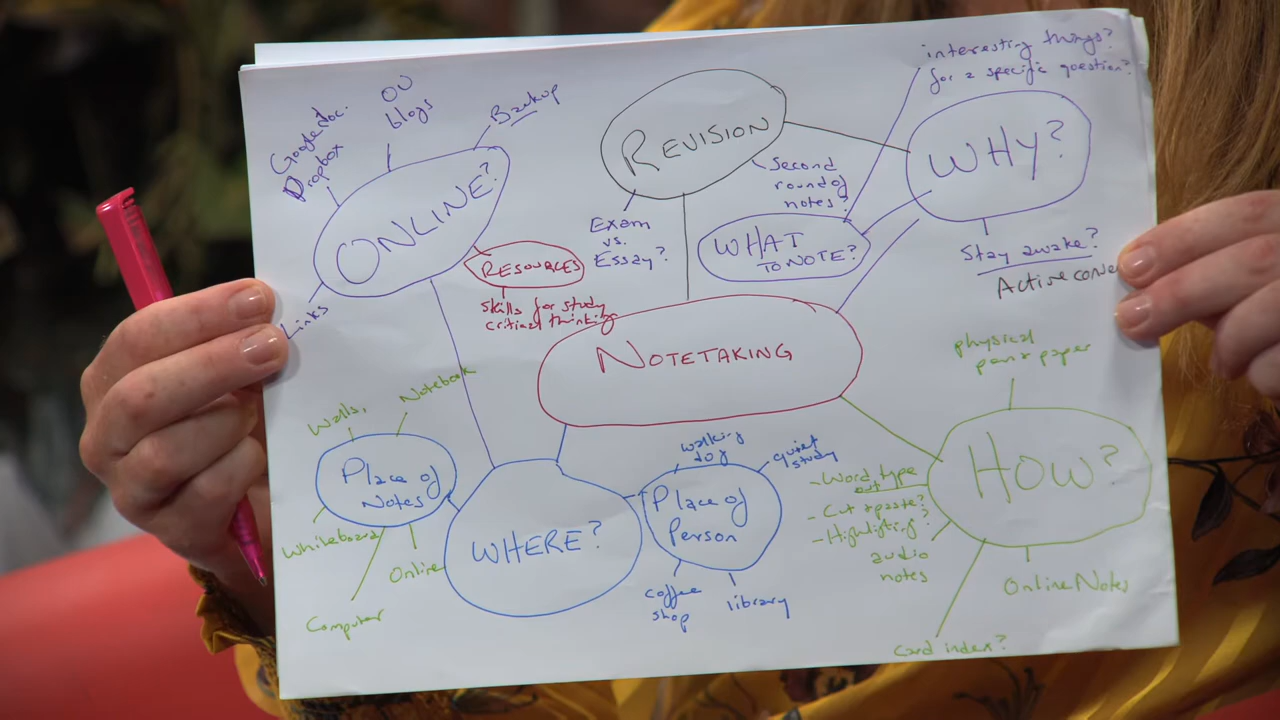 Google doc.
Dropbox
OU
blogs
Backup
ONLINE?
Links
RESOURCES
skills for study
critical thinking
REVISION
Exam
vs.
Essay?
Second
round of
notes?
interesting things?
for a specific question?
WHY?
WHAT
TO NOTE?
Stay awake?
Active
NOTETAKING
Walls,
Notebook
Place of
Notes
Whiteboard
Online
Computer
WHERE?
walking
dog
quiet
study
Place of
Person
coffee
shop
library
physical
pen + paper
HOW?
- Word type
out
- Cut + paste?
- Highlighting?
audio
notes
Online Notes
Card index?